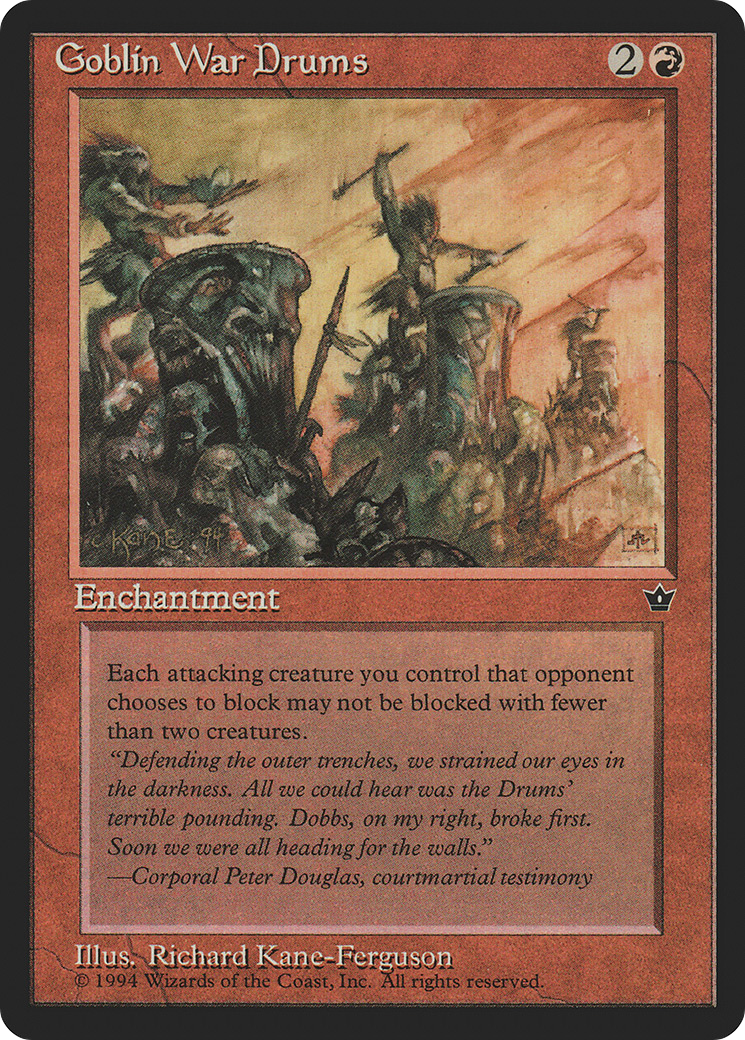 Goblin War Drums
2
C KANE 94
Enchantment
Each attacking creature you control that opponent
chooses to block may not be blocked with fewer
than two creatures.
“Defending the outer trenches, we strained our eyes in
the darkness. All we could hear was the Drums’
terrible pounding. Dobbs, on my right, broke first.
Soon we were all heading for the walls.”
—Corporal Peter Douglas, courtmartial testimony
Illus. Richard Kane-Ferguson
© 1994 Wizards of the Coast, Inc. All rights reserved.